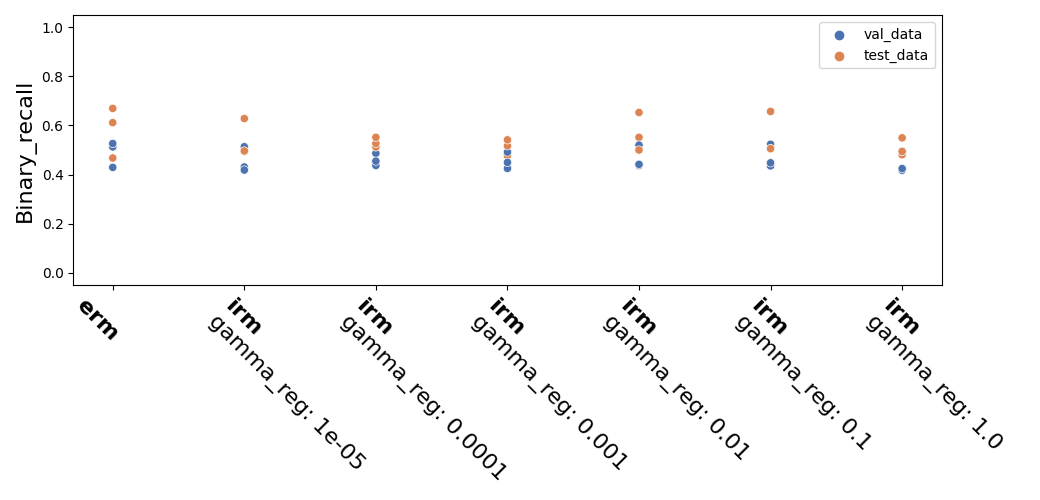 1.0
0.8
0.6
0.4
0.2
0.0
Binary_recall
val_data
test_data
erm
irm
gamma_reg: 1e-05
irm
gamma_reg: 0.0001
irm
gamma_reg: 0.001
irm
gamma_reg: 0.01
irm
gamma_reg: 0.1
irm
gamma_reg: 1.0